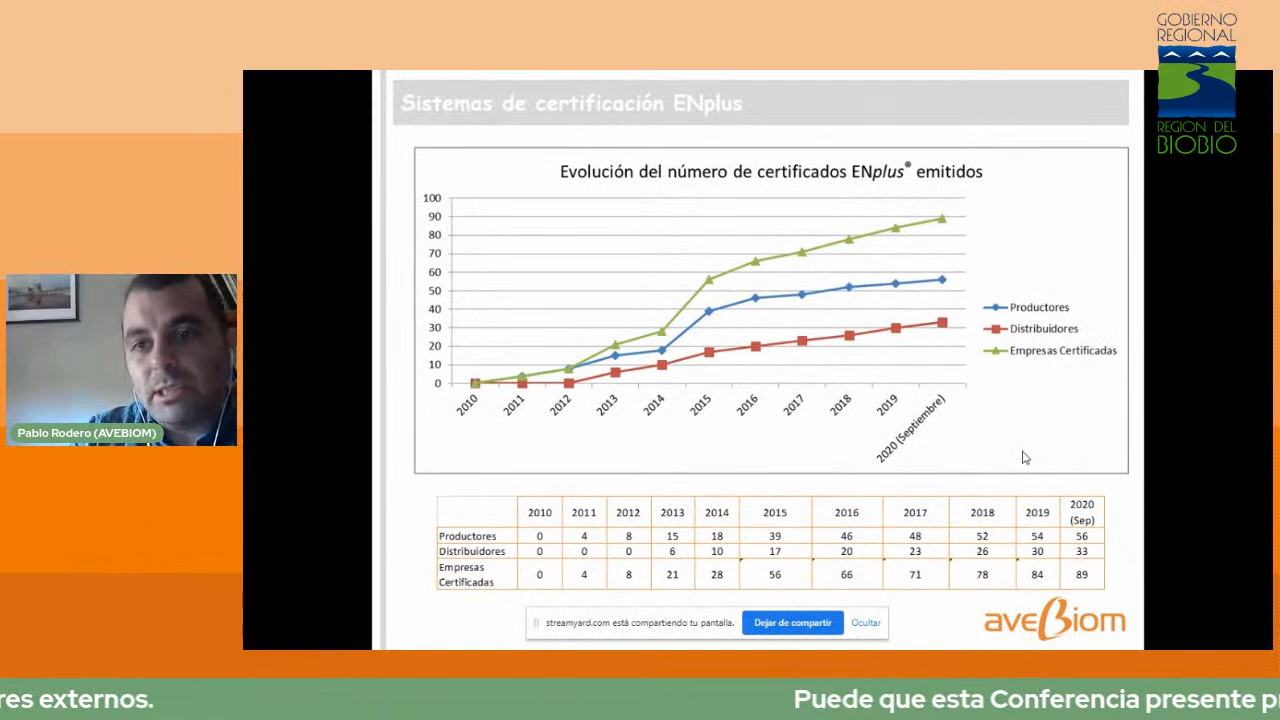 GOBIERNO
REGIONAL
REGION DEL
BIOBIO
Sistemas de certificación ENplus
Evolución del número de certificados ENplus® emitidos
100
90
80
70
60
50
40
30
20
10
0
2010
2011
2012
2013
2014
2015
2016
2017
2018
2019
2020 (Septiembre)
Productores
Distribuidores
Empresas Certificadas
Pablo Rodero (AVEBIOM)
2010 2011 2012 2013 2014 2015 2016 2017 2018 2019 2020 (Sep)
Productores 0 4 8 15 18 39 46 48 52 54 56
Distribuidores 0 0 0 6 10 17 20 23 26 30 33
Empresas Certificadas 0 4 8 21 28 56 66 71 78 84 89
streamyard.com está compartiendo tu pantalla. Dejar de compartir Ocultar
aveBiom
res externos. Puede que esta Conferencia presente pr